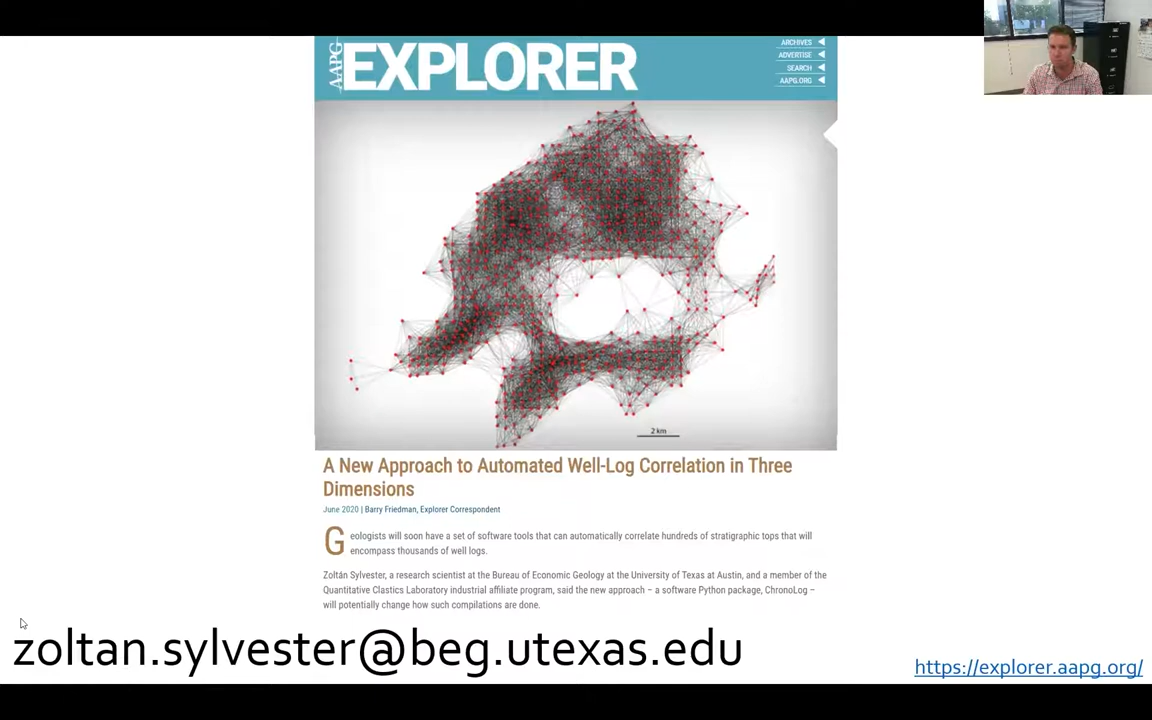 AAPG
EXPLORER
ARCHIVES
ADVERTISE
SEARCH
AAPG.ORG
2 km
A New Approach to Automated Well-Log Correlation in Three
Dimensions
June 2020 | Barry Friedman, Explorer Correspondent
Geologists will soon have a set of software tools that can automatically correlate hundreds of stratigraphic tops that will
encompass thousands of well logs.
Zoltán Sylvester, a research scientist at the Bureau of Economic Geology at the University of Texas at Austin, and a member of the
Quantitative Clastics Laboratory industrial affiliate program, said the new approach – a software Python package, ChronoLog –
will potentially change how such compilations are done.
zoltan.sylvester@beg.utexas.edu
https://explorer.aapg.org/